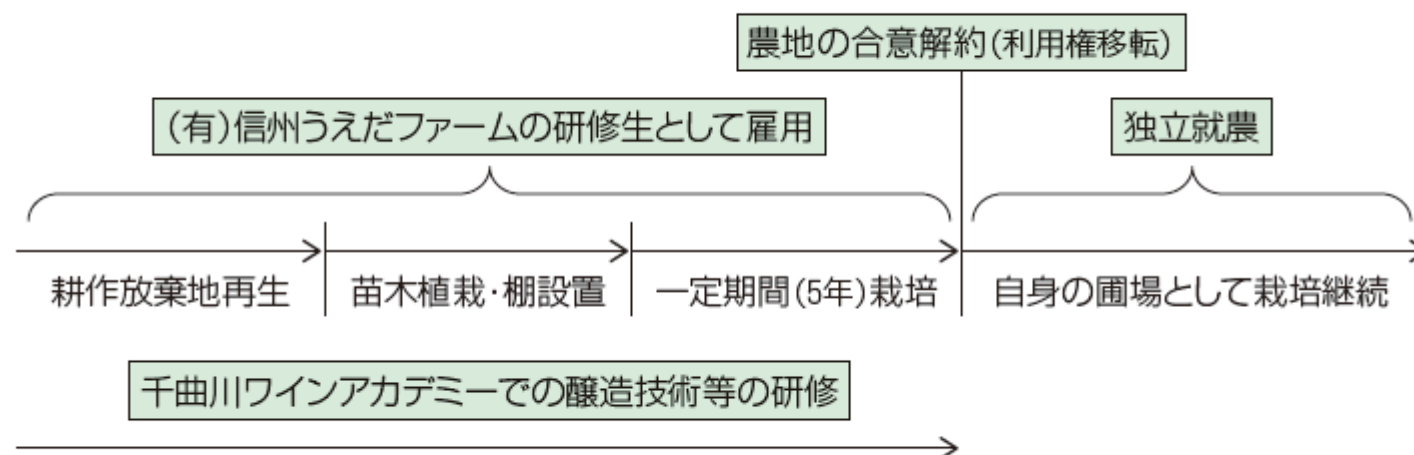 農地の合意解約(利用権移転)
(有)信州うえだファームの研修生として雇用
独立就農
耕作放棄地再生
苗木植栽・棚設置
一定期間(5年)栽培
自身の圃場として栽培継続
千曲川ワインアカデミーでの醸造技術等の研修